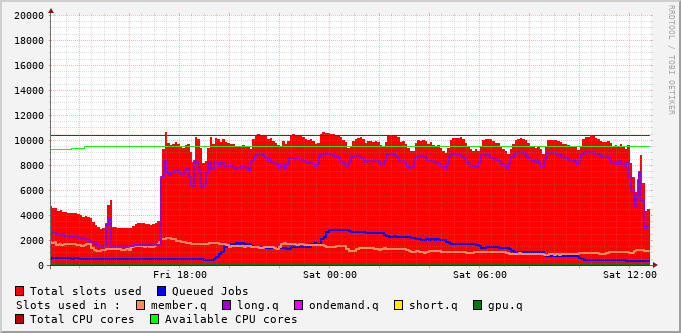 20000
18000
16000
14000
12000
10000
8000
6000
4000
2000
0
Fri 18:00 Sat 00:00 Sat 06:00 Sat 12:00
RRDTOOL / TOBI OETIKER
Total slots used Queued Jobs
Slots used in : member.q long.q ondemand.q short.q gpu.q
Total CPU cores Available CPU cores